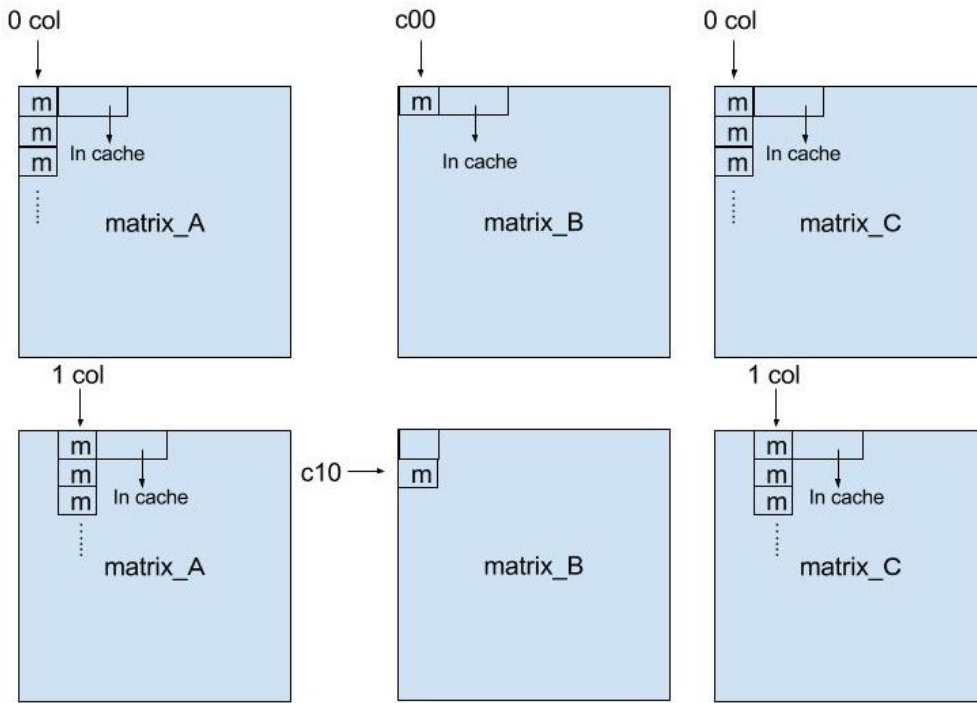 0 col
c00
0 col
m
m
m
In cache
matrix_A
m
In cache
matrix_B
m
m
m
In cache
matrix_C
1 col
m
m
m
In cache
matrix_A
c10
m
matrix_B
1 col
m
m
m
In cache
matrix_C